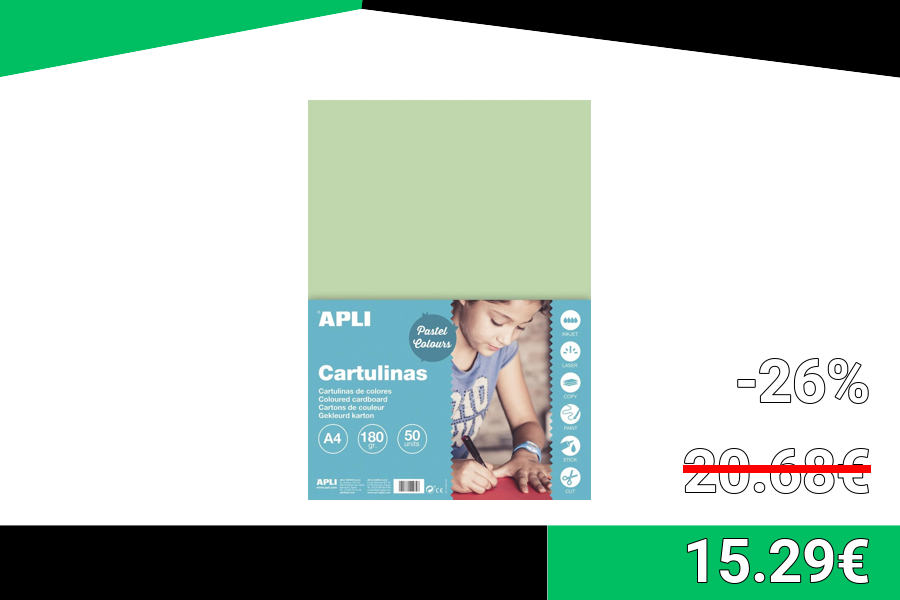 APLI
Pastel
Colours
Cartulinas
Cartulinas de colores
Coloured cardboard
Cartons de couleur
Gekleurd karton
A4
180
gr.
50
units
INKJET
LASER
COPY
PAINT
STICK
CUT
APLI
-26%
20.68€
15.29€